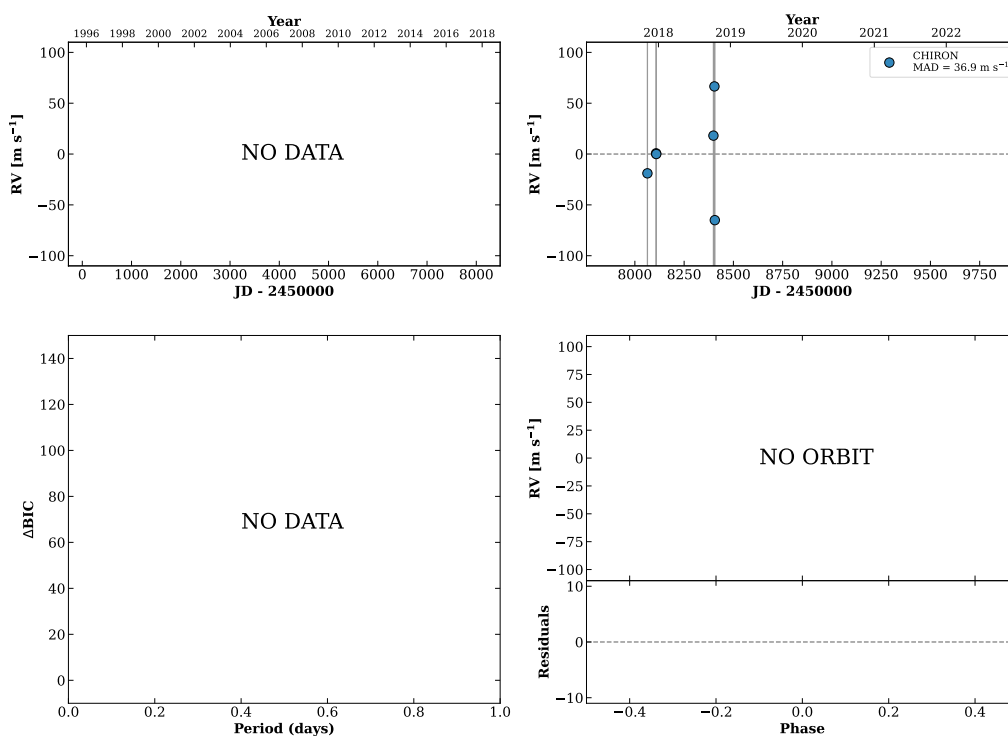 Year
1996 1998 2000 2002 2004 2006 2008 2010 2012 2014 2016 2018
100
50
0
−50
−100
RV [m s−1]
NO DATA
0 1000 2000 3000 4000 5000 6000 7000 8000
JD - 2450000
Year
2018 2019 2020 2021 2022
CHIRON
MAD = 36.9 m s−1
100
50
0
−50
−100
RV [m s−1]
8000 8250 8500 8750 9000 9250 9500 9750
JD - 2450000
140
120
100
80
60
40
20
0
ΔBIC
NO DATA
0.0 0.2 0.4 0.6 0.8 1.0
Period (days)
100
75
50
25
0
−25
−50
−75
−100
RV [m s−1]
NO ORBIT
10
0
−10
Residuals
−0.4 −0.2 0.0 0.2 0.4
Phase